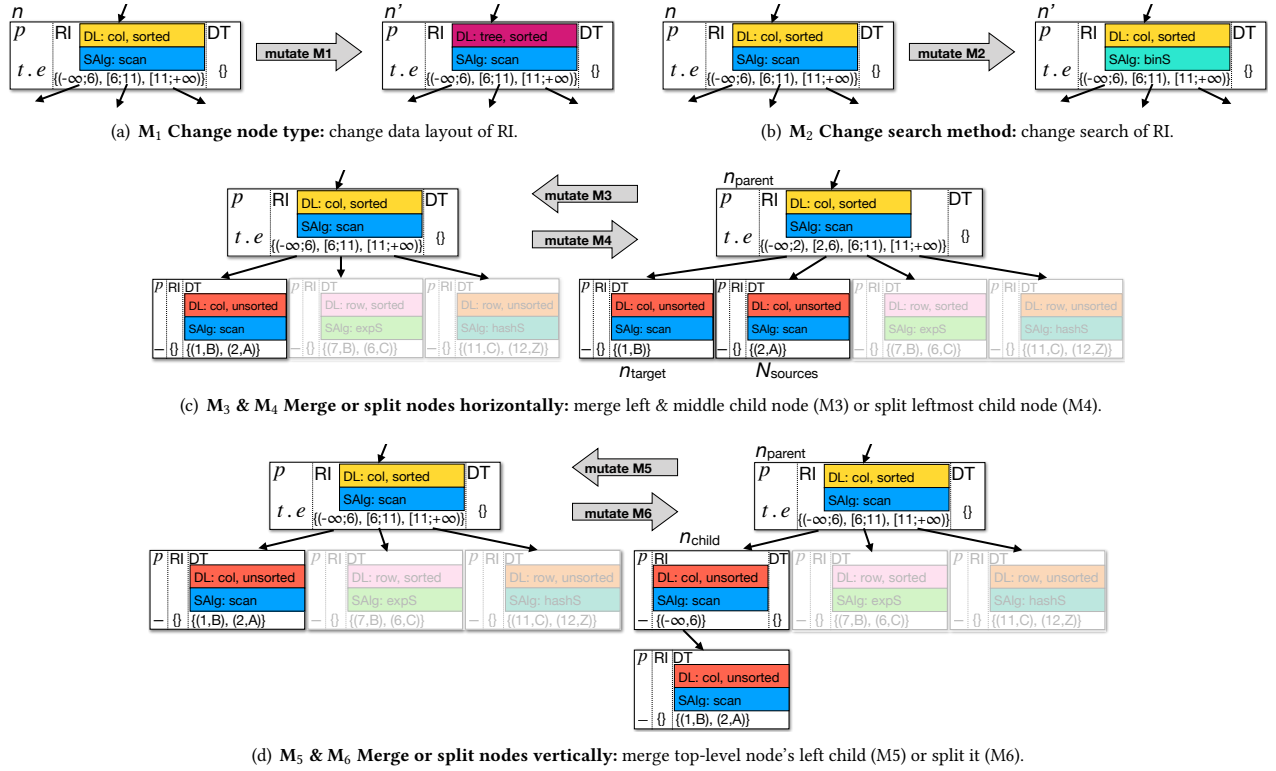 n n' n n'
p RI DL: col, sorted DT p RI DL: tree, sorted DT p RI DL: col, sorted DT p RI DL: col, sorted DT
mutate M1 mutate M2
SAlg: scan SAlg: scan SAlg: scan SAlg: binS
t.e {(-∞;6), [6;11), [11;+∞)} {} t.e {(-∞;6), [6;11), [11;+∞)} {} t.e {(-∞;6), [6;11), [11;+∞)} {} t.e {(-∞;6), [6;11), [11;+∞)} {}
(a) M1 Change node type: change data layout of RI.
(b) M2 Change search method: change search of RI.
n parent
p RI DL: col, sorted DT mutate M3 p RI DL: col, sorted DT
SAlg: scan mutate M4 SAlg: scan
t.e {(-∞;6), [6;11), [11;+∞)} {} t.e {(-∞;2), [2,6), [6;11), [11;+∞)} {}
p RI DT p RI DT p RI DT p RI DT p RI DT p RI DT p RI DT
DL: col, unsorted DL: row, sorted DL: row, unsorted DL: col, unsorted DL: col, unsorted DL: row, sorted DL: row, unsorted
SAlg: scan SAlg: expS SAlg: hashS SAlg: scan SAlg: scan SAlg: expS SAlg: hashS
– {} {(1,B), (2,A)} – {} {(7,B), (6,C)} – {} {(11,C), (12,Z)} – {} {(1,B)} – {} {(2,A)} – {} {(7,B), (6,C)} – {} {(11,C), (12,Z)}
n target N sources
(c) M3 & M4 Merge or split nodes horizontally: merge left & middle child node (M3) or split leftmost child node (M4).
n parent
p RI DL: col, sorted DT mutate M5 p RI DL: col, sorted DT
SAlg: scan mutate M6 SAlg: scan
t.e {(-∞;6), [6;11), [11;+∞)} {} t.e {(-∞;6), [6;11), [11;+∞)} {}
n child
p RI DT p RI DT p RI DT p RI DT p RI DT p RI DT
DL: col, unsorted DL: row, sorted DL: row, unsorted DL: col, unsorted DL: row, sorted DL: row, unsorted
SAlg: scan SAlg: expS SAlg: hashS SAlg: scan SAlg: expS SAlg: hashS
– {} {(1,B), (2,A)} – {} {(7,B), (6,C)} – {} {(11,C), (12,Z)} – {(-∞,6)} {} – {} {(7,B), (6,C)} – {} {(11,C), (12,Z)}
p RI DT
DL: col, unsorted
SAlg: scan
– {} {(1,B), (2,A)}
(d) M5 & M6 Merge or split nodes vertically: merge top-level node's left child (M5) or split it (M6).